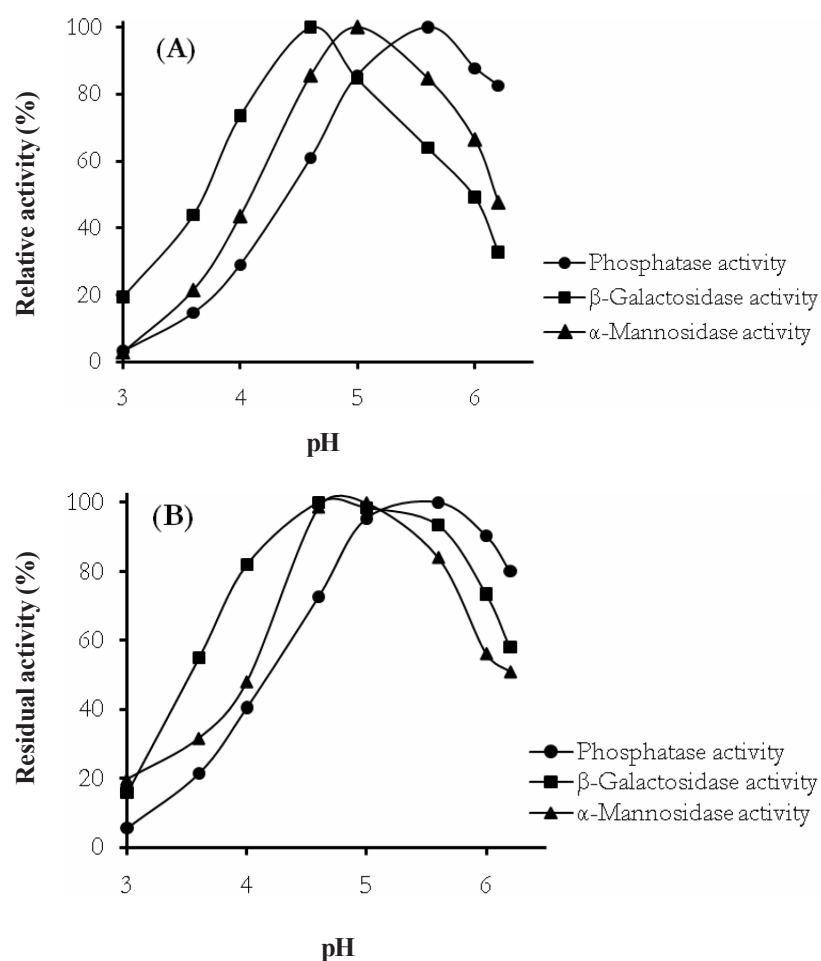 (A)
Relative activity (%)
100
80
60
40
20
0
3 4 5 6
pH
Phosphatase activity
β-Galactosidase activity
α-Mannosidase activity
(B)
Residual activity (%)
100
80
60
40
20
0
3 4 5 6
pH
Phosphatase activity
β-Galactosidase activity
α-Mannosidase activity